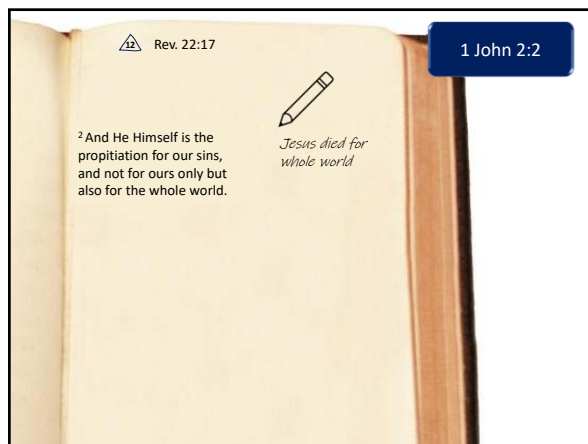 12 Rev. 22:17
1 John 2:2
2 And He Himself is the
propitiation for our sins,
and not for ours only but
also for the whole world.
Jesus died for
whole world